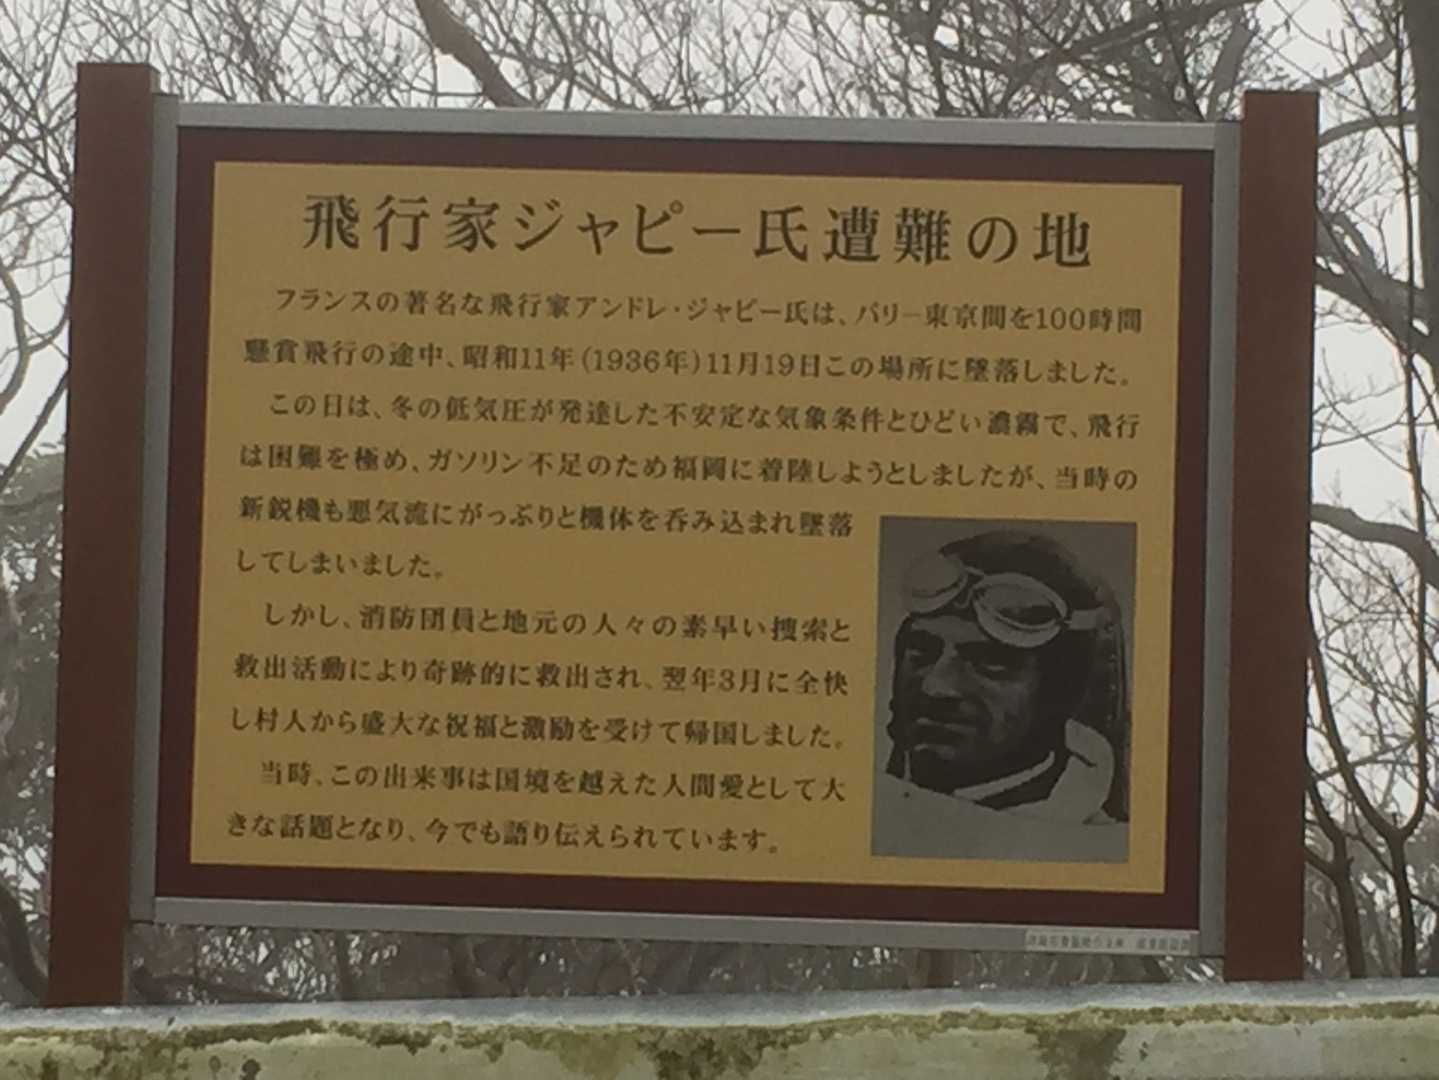 飛行家ジャピー氏遭難の地
フランスの著名な飛行家アンドレ・ジャピー氏は、パリー東京間を100時間
懸賞飛行の途中、昭和11年(1936年)11月19日この場所に墜落しました。
この日は、冬の低気圧が発達した不安定な気象条件とひどい濃霧で、飛行
は困難を極め、ガソリン不足のため福岡に着陸しようとしましたが、当時の
新鋭機も悪気流にがっぷりと機体を呑み込まれ墜落
してしまいました。
しかし、消防団員と地元の人々の素早い捜索と
救出活動により奇跡的に救出され、翌年3月に全快
し村人から盛大な祝福と激励を受けて帰国しました。
当時、この出来事は国境を越えた人間愛として大
きな話題となり、今でも語り伝えられています。